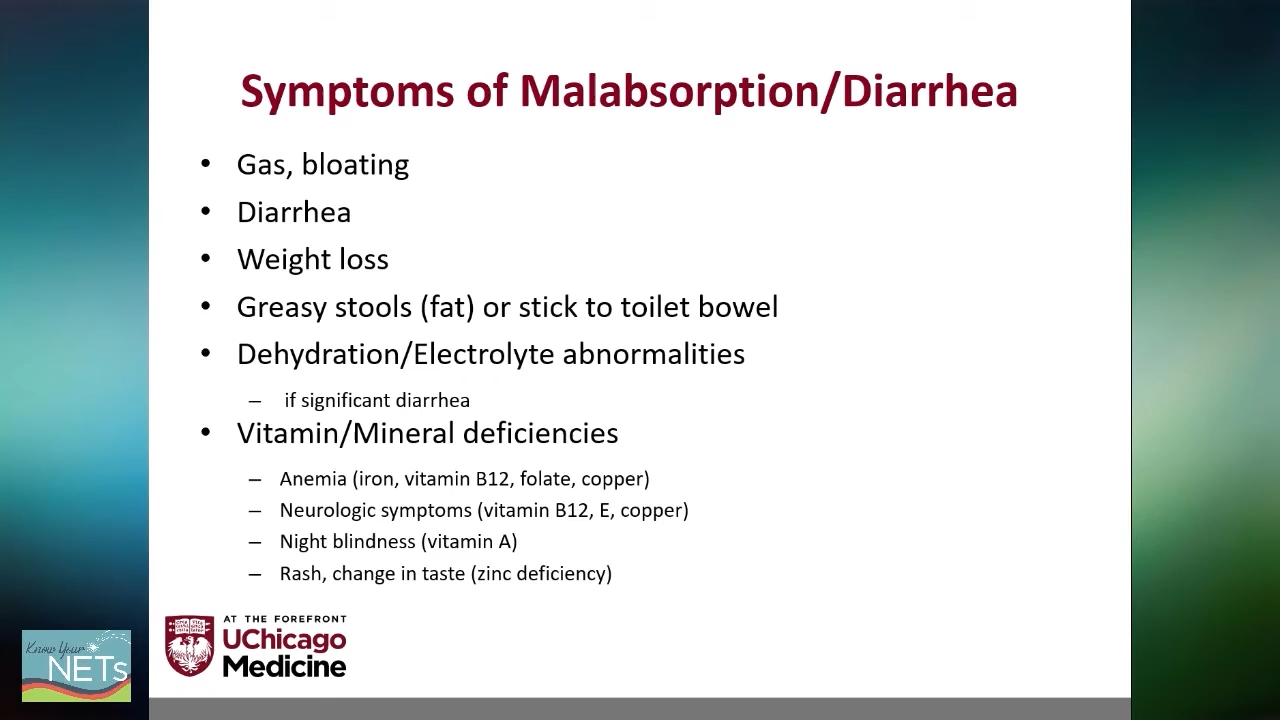 Symptoms of Malabsorption/Diarrhea
• Gas, bloating
• Diarrhea
• Weight loss
• Greasy stools (fat) or stick to toilet bowel
• Dehydration/Electrolyte abnormalities
– if significant diarrhea
• Vitamin/Mineral deficiencies
– Anemia (iron, vitamin B12, folate, copper)
– Neurologic symptoms (vitamin B12, E, copper)
– Night blindness (vitamin A)
– Rash, change in taste (zinc deficiency)
AT THE FOREFRONT
UChicago
Medicine
Know Your
NETs